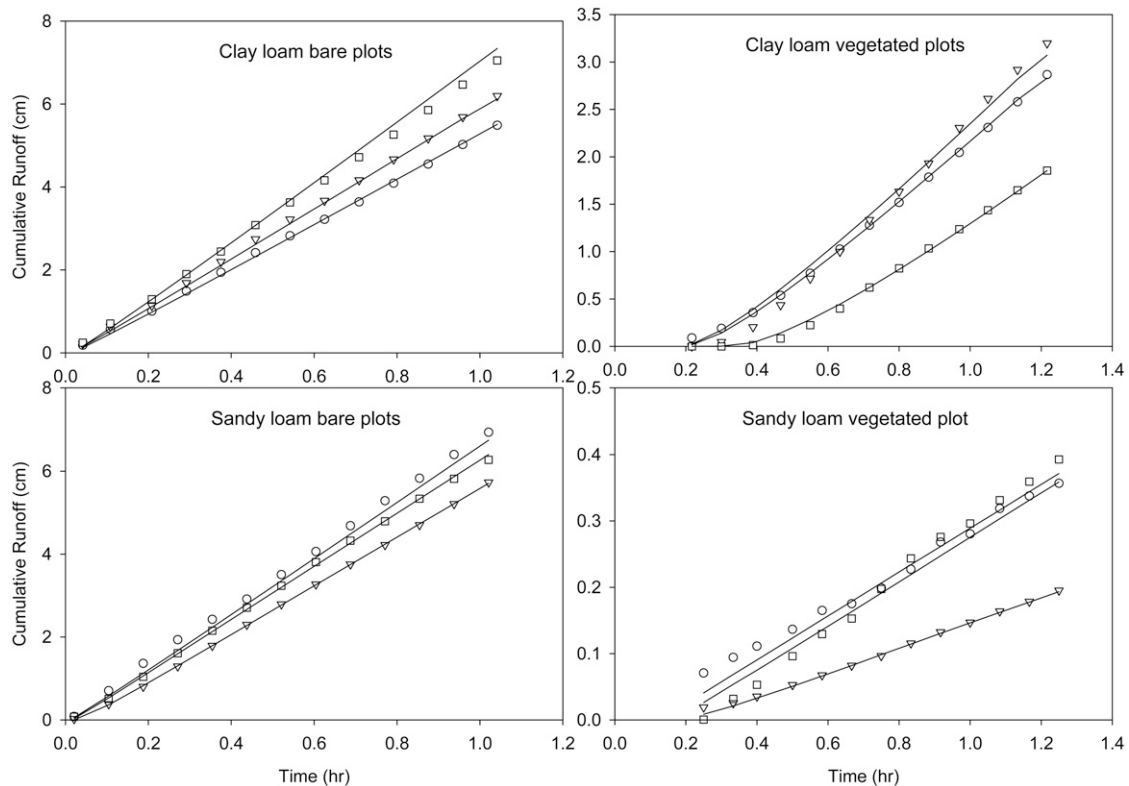 Clay loam bare plots
Cumulative Runoff (cm)
8
6
4
2
0
0.0 0.2 0.4 0.6 0.8 1.0 1.2
Clay loam vegetated plots
3.5
3.0
2.5
2.0
1.5
1.0
0.5
0.0
0.0 0.2 0.4 0.6 0.8 1.0 1.2 1.4
Sandy loam bare plots
Cumulative Runoff (cm)
8
6
4
2
0
0.0 0.2 0.4 0.6 0.8 1.0 1.2
Time (hr)
Sandy loam vegetated plot
0.5
0.4
0.3
0.2
0.1
0.0
0.0 0.2 0.4 0.6 0.8 1.0 1.2 1.4
Time (hr)